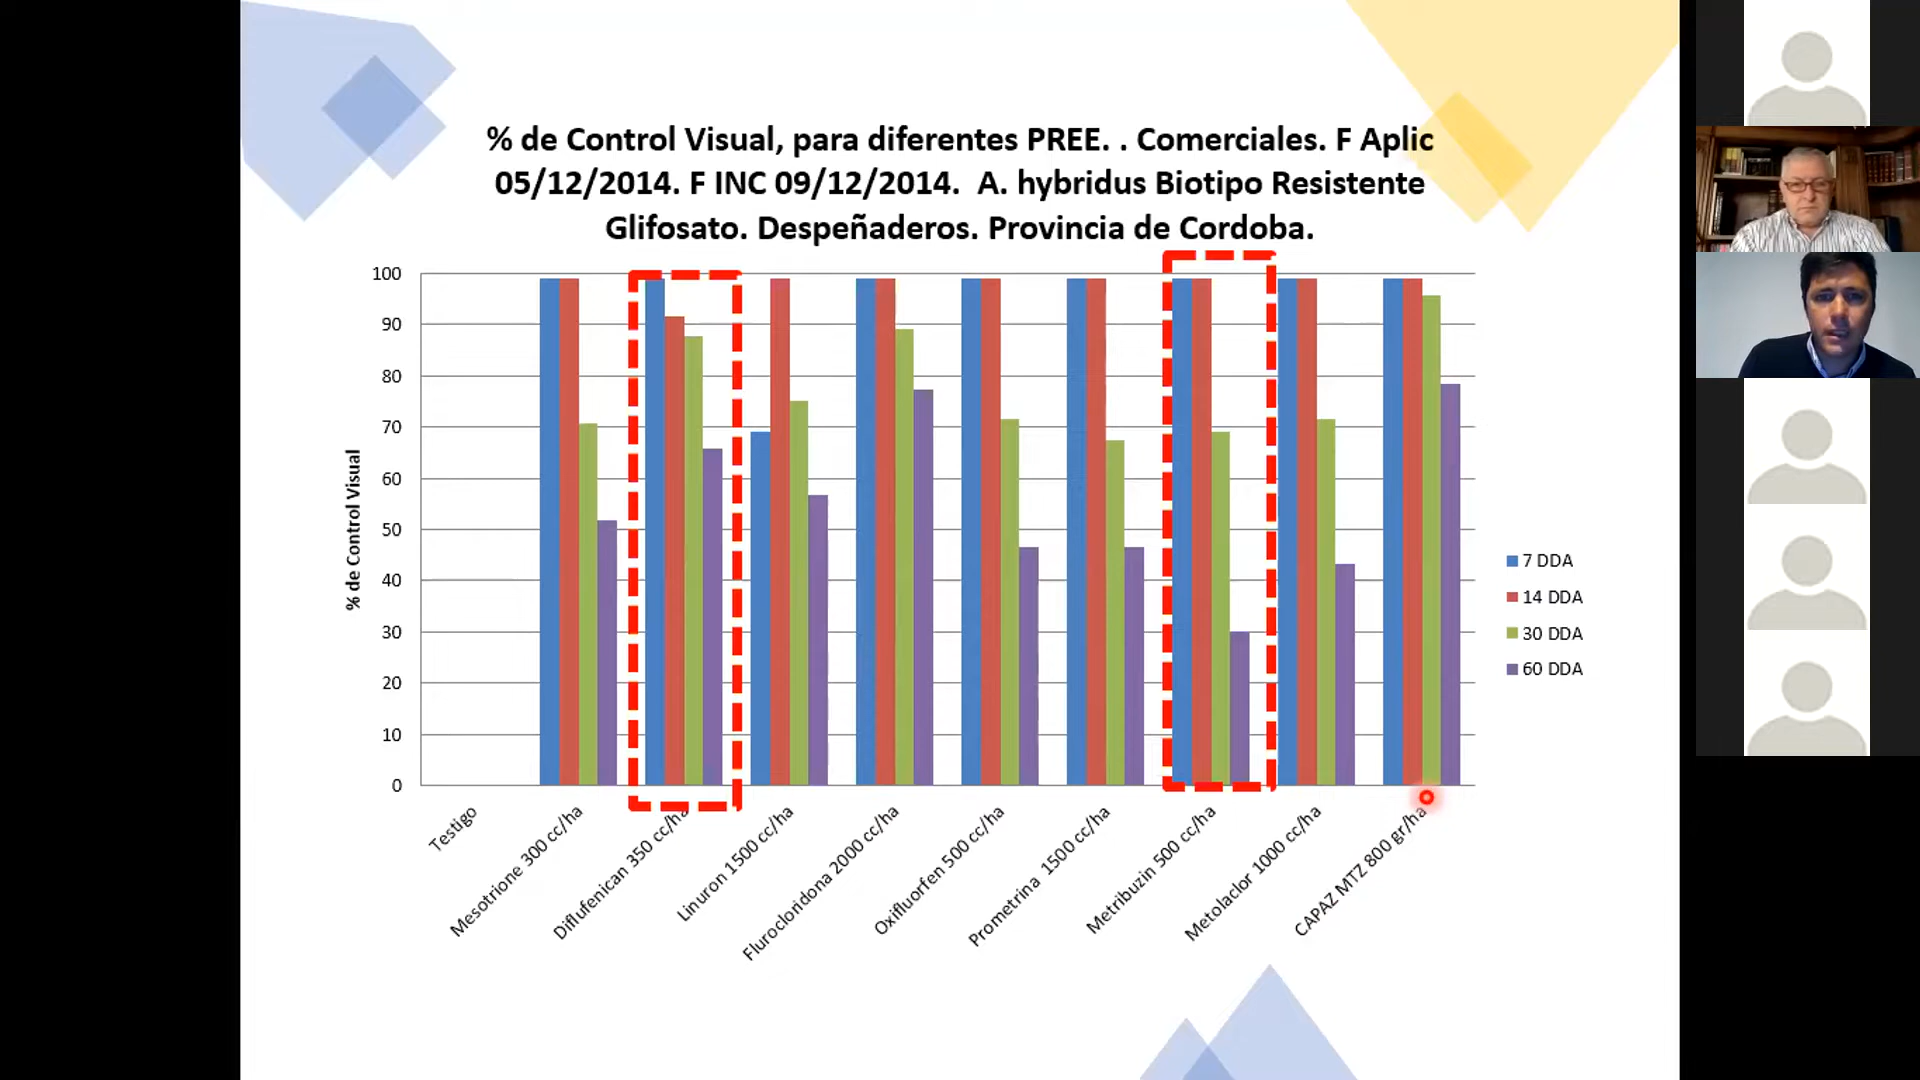 % de Control Visual, para diferentes PREE. . Comerciales. F Aplic
05/12/2014. F INC 09/12/2014. A. hybridus Biotipo Resistente
Glifosato. Despeñaderos. Provincia de Cordoba.
100
90
80
70
60
50
40
30
20
10
0
% de Control Visual
Testigo
Mesotrione 300 cc/ha
Diflufenican 350 cc/ha
Linuron 1500 cc/ha
Flurocloridona 2000 cc/ha
Oxifluorfen 500 cc/ha
Prometrina 1500 cc/ha
Metribuzin 500 cc/ha
Metolaclor 1000 cc/ha
CAPAZ MTZ 800 gr/ha
7 DDA
14 DDA
30 DDA
60 DDA